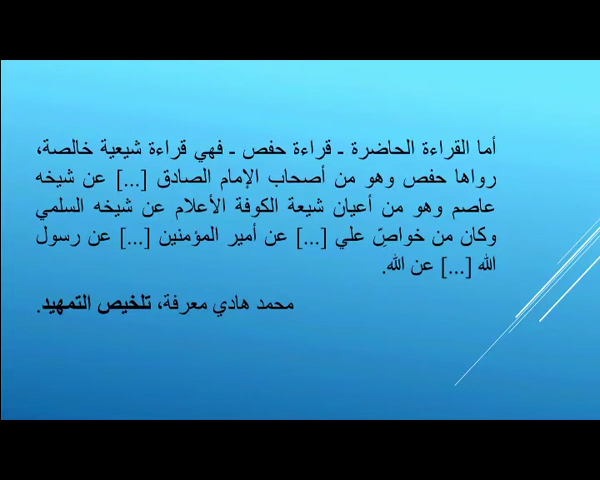 أما القراءة الحاضرة ـ قراءة حفص ـ فهي قراءة شيعية خالصة،
رواها حفص وهو من أصحاب الإمام الصادق [...] عن شيخه
عاصم وهو من أعيان شيعة الكوفة الأعلام عن شيخه السلمي
وكان من خواصّ علي [...] عن أمير المؤمنين [...] عن رسول
الله [...] عن الله.
محمد هادي معرفة، تلخيص التمهيد.